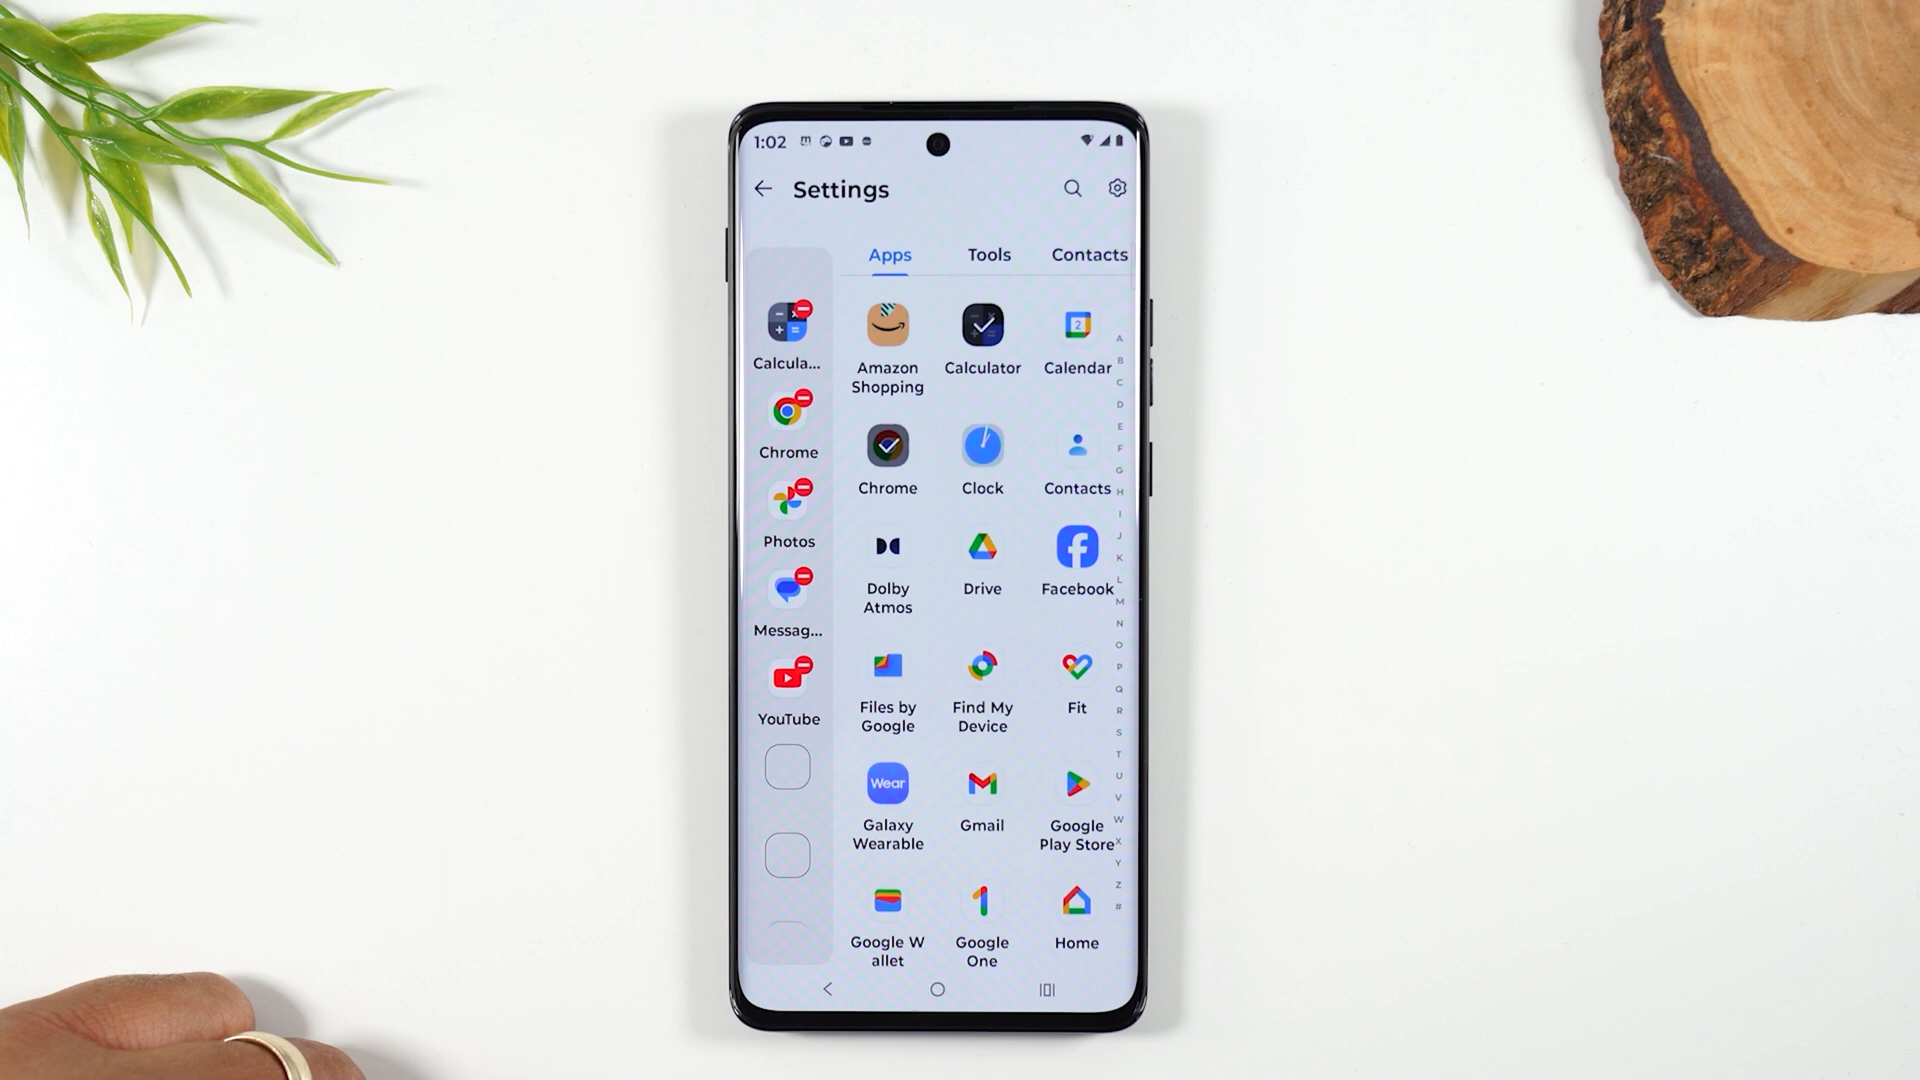 1:02
Settings
Apps Tools Contacts
Calcula...
Chrome
Photos
Messag...
YouTube
Amazon
Shopping
Calculator
2
Calendar
Chrome
Clock
Contacts
Dolby
Atmos
Drive
Facebook
Files by
Google
Find My
Device
Fit
Wear
Galaxy
Wearable
Gmail
Google
Play Store
Google W
allet
Google
One
Home
A
B
C
D
E
F
G
H
I
J
K
L
M
N
O
P
Q
R
S
T
U
V
W
X
Y
Z
#